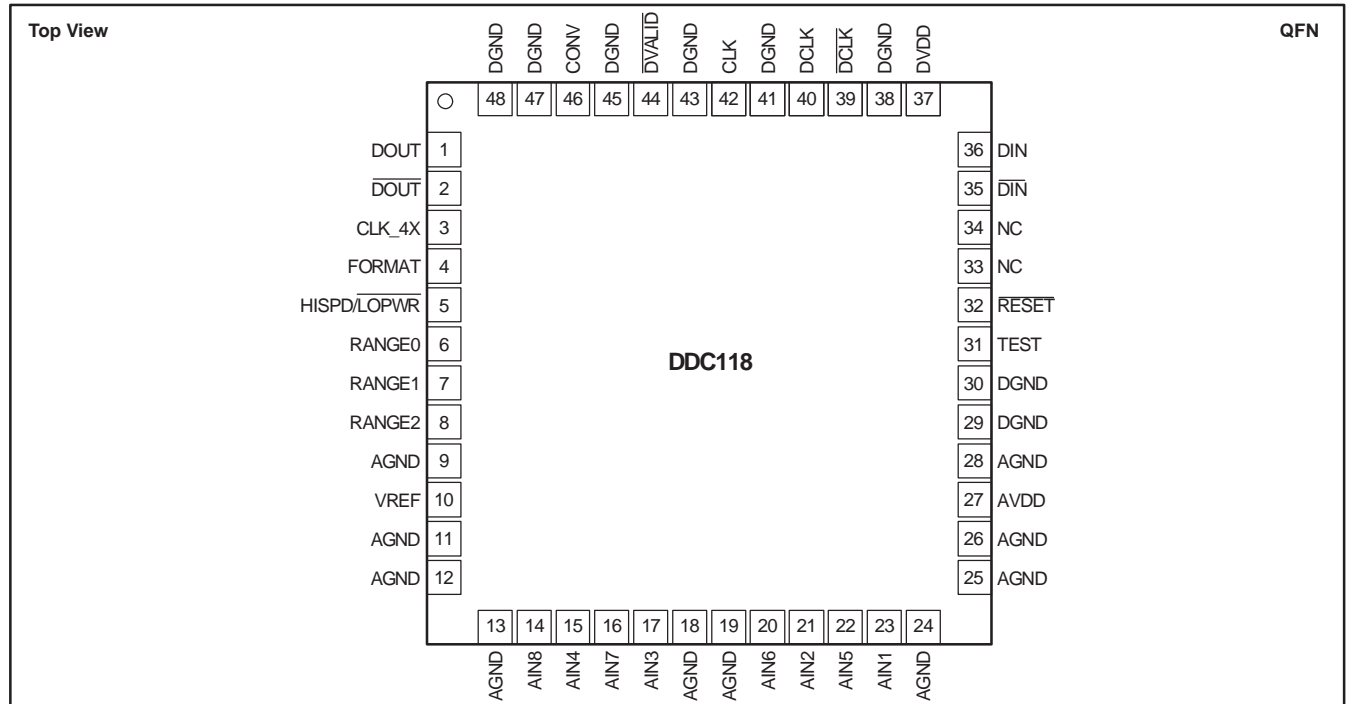 Top View
QFN
DGND
DGND
CONV
DGND
DVALID
DGND
CLK
DGND
DCLK
DCLK
DGND
DVDD
48 47 46 45 44 43 42 41 40 39 38 37
DOUT 1
DOUT 2
CLK_4X 3
FORMAT 4
HISPD/LOPWR 5
RANGE0 6
RANGE1 7
RANGE2 8
AGND 9
VREF 10
AGND 11
AGND 12
DDC118
36 DIN
35 DIN
34 NC
33 NC
32 RESET
31 TEST
30 DGND
29 DGND
28 AGND
27 AVDD
26 AGND
25 AGND
13 14 15 16 17 18 19 20 21 22 23 24
AGND
AIN8
AIN4
AIN7
AIN3
AGND
AGND
AIN6
AIN2
AIN5
AIN1
AGND